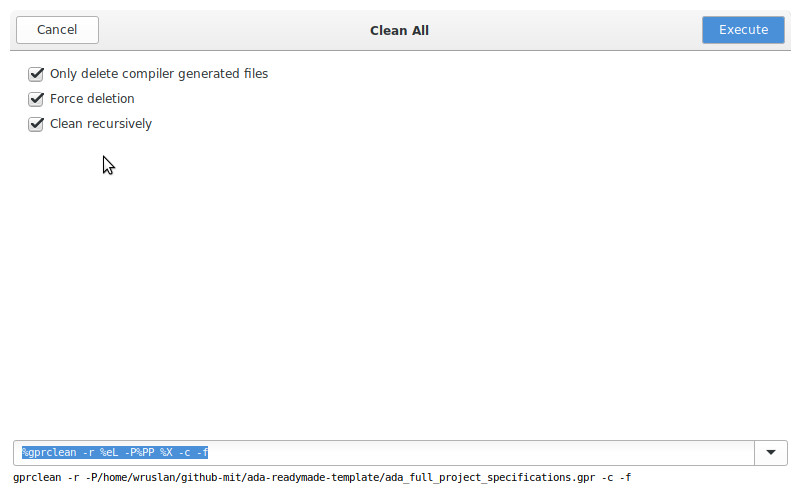 Cancel
Clean All
Execute
Only delete compiler generated files
Force deletion
Clean recursively
%gprclean -r %eL -P%PP %X -c -f
gprclean -r -P/home/wruslan/github-mit/ada-readymade-template/ada_full_project_specifications.gpr -c -f